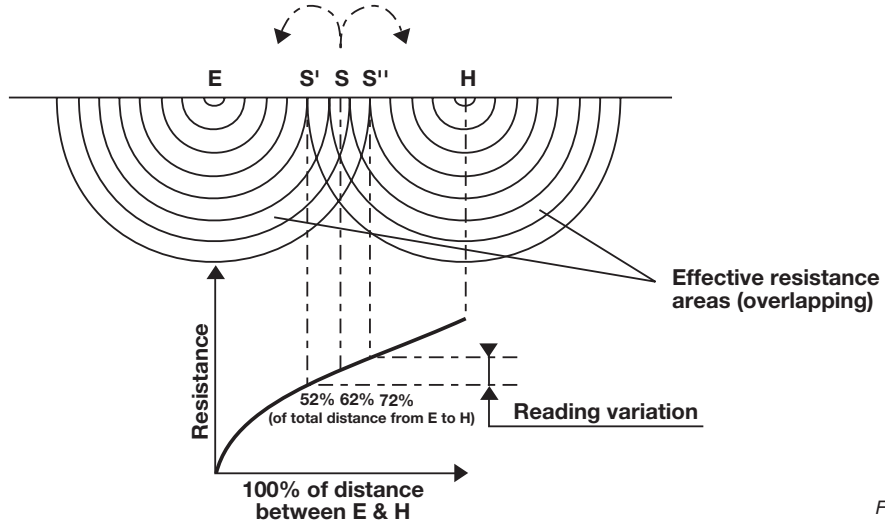 E S' S S'' H
Effective resistance
areas (overlapping)
Resistance
52% 62% 72%
(of total distance from E to H)
Reading variation
100% of distance
between E & H
F